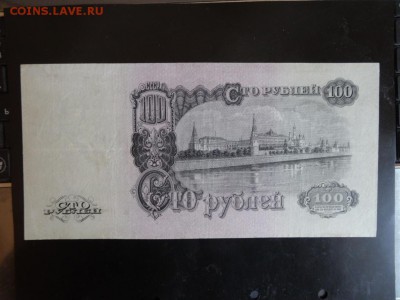 COINS.LAVE.RU
100
СТО РУБЛЕЙ 100
СТО
РУБЛЕЙ
СТО рублей
100